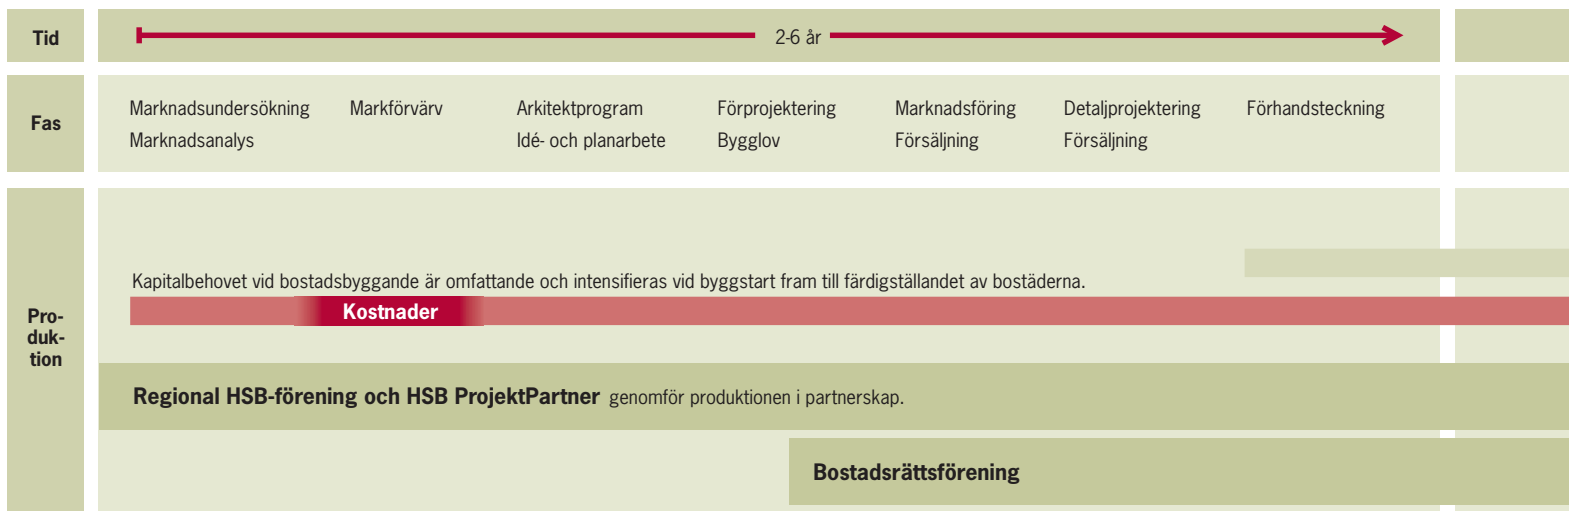 Tid
2-6 år
Fas
Marknadsundersökning Markförvärv Arkitektprogram Förprojektering Marknadsföring Detaljprojektering Förhandsteckning
Marknadsanalys Idé- och planarbete Bygglov Försäljning Försäljning
Pro-
duk-
tion
Kapitalbehovet vid bostadsbyggande är omfattande och intensifieras vid byggstart fram till färdigställandet av bostäderna.
Kostnader
Regional HSB-förening och HSB ProjektPartner genomför produktionen i partnerskap.
Bostadsrättsförening